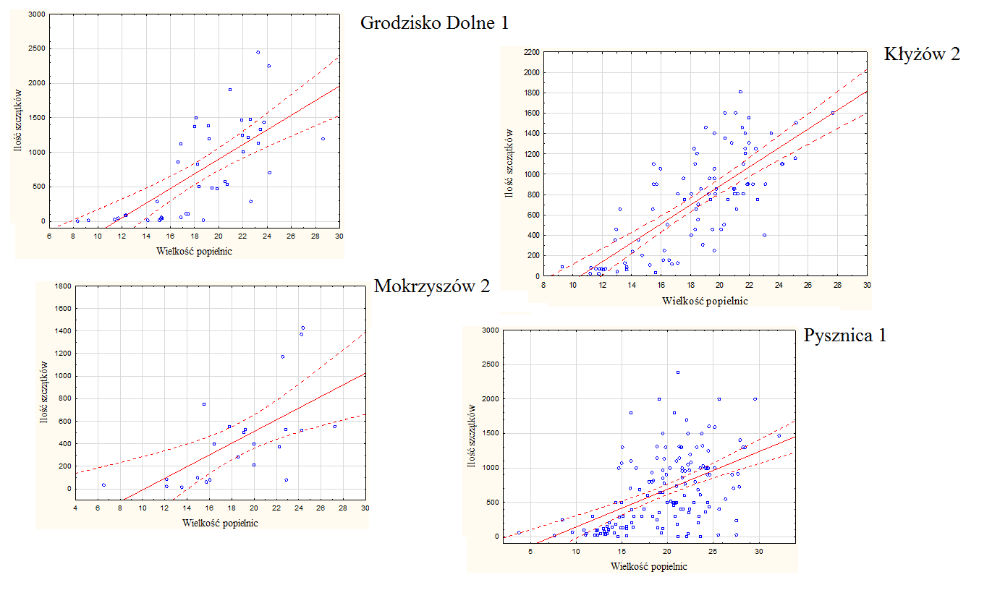 Grodzisko Dolne 1
3000
2500
2000
1500
1000
500
0
Ilość szczątków
6 8 10 12 14 16 18 20 22 24 26 28 30
Wielkość popielnic
Kłyżów 2
2200
2000
1800
1600
1400
1200
1000
800
600
400
200
0
Ilość szczątków
8 10 12 14 16 18 20 22 24 26 28 30
Wielkość popielnic
Mokrzyszów 2
1800
1600
1400
1200
1000
800
600
400
200
0
Ilość szczątków
4 6 8 10 12 14 16 18 20 22 24 26 28 30
Wielkość popielnic
Pysznica 1
3000
2500
2000
1500
1000
500
0
Ilość szczątków
5 10 15 20 25 30
Wielkość popielnic